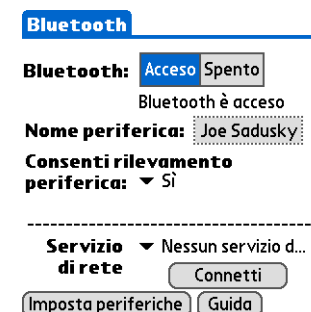 Bluetooth
Bluetooth: Acceso Spento
Bluetooth è acceso
Nome periferica: Joe Sadusky
Consenti rilevamento
periferica: Sì
Servizio Nessun servizio d...
di rete Connetti
Imposta periferiche Guida